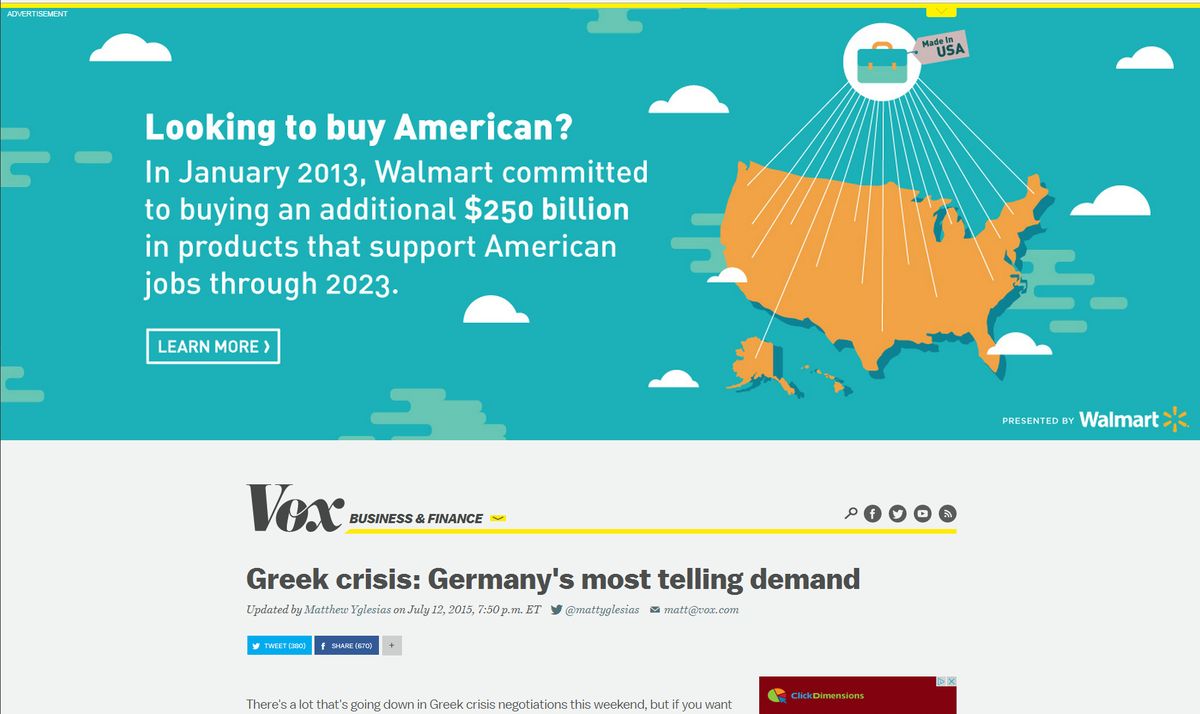 ADVERTISEMENT
Made In
USA
Looking to buy American?
In January 2013, Walmart committed
to buying an additional $250 billion
in products that support American
jobs through 2023.
LEARN MORE ›
PRESENTED BY Walmart
Vox BUSINESS & FINANCE
Greek crisis: Germany's most telling demand
Updated by Matthew Yglesias on July 12, 2015, 7:50 p.m. ET @mattyglesias matt@vox.com
TWEET (380) SHARE (670) +
There's a lot that's going down in Greek crisis negotiations this weekend, but if you want
ClickDimensions